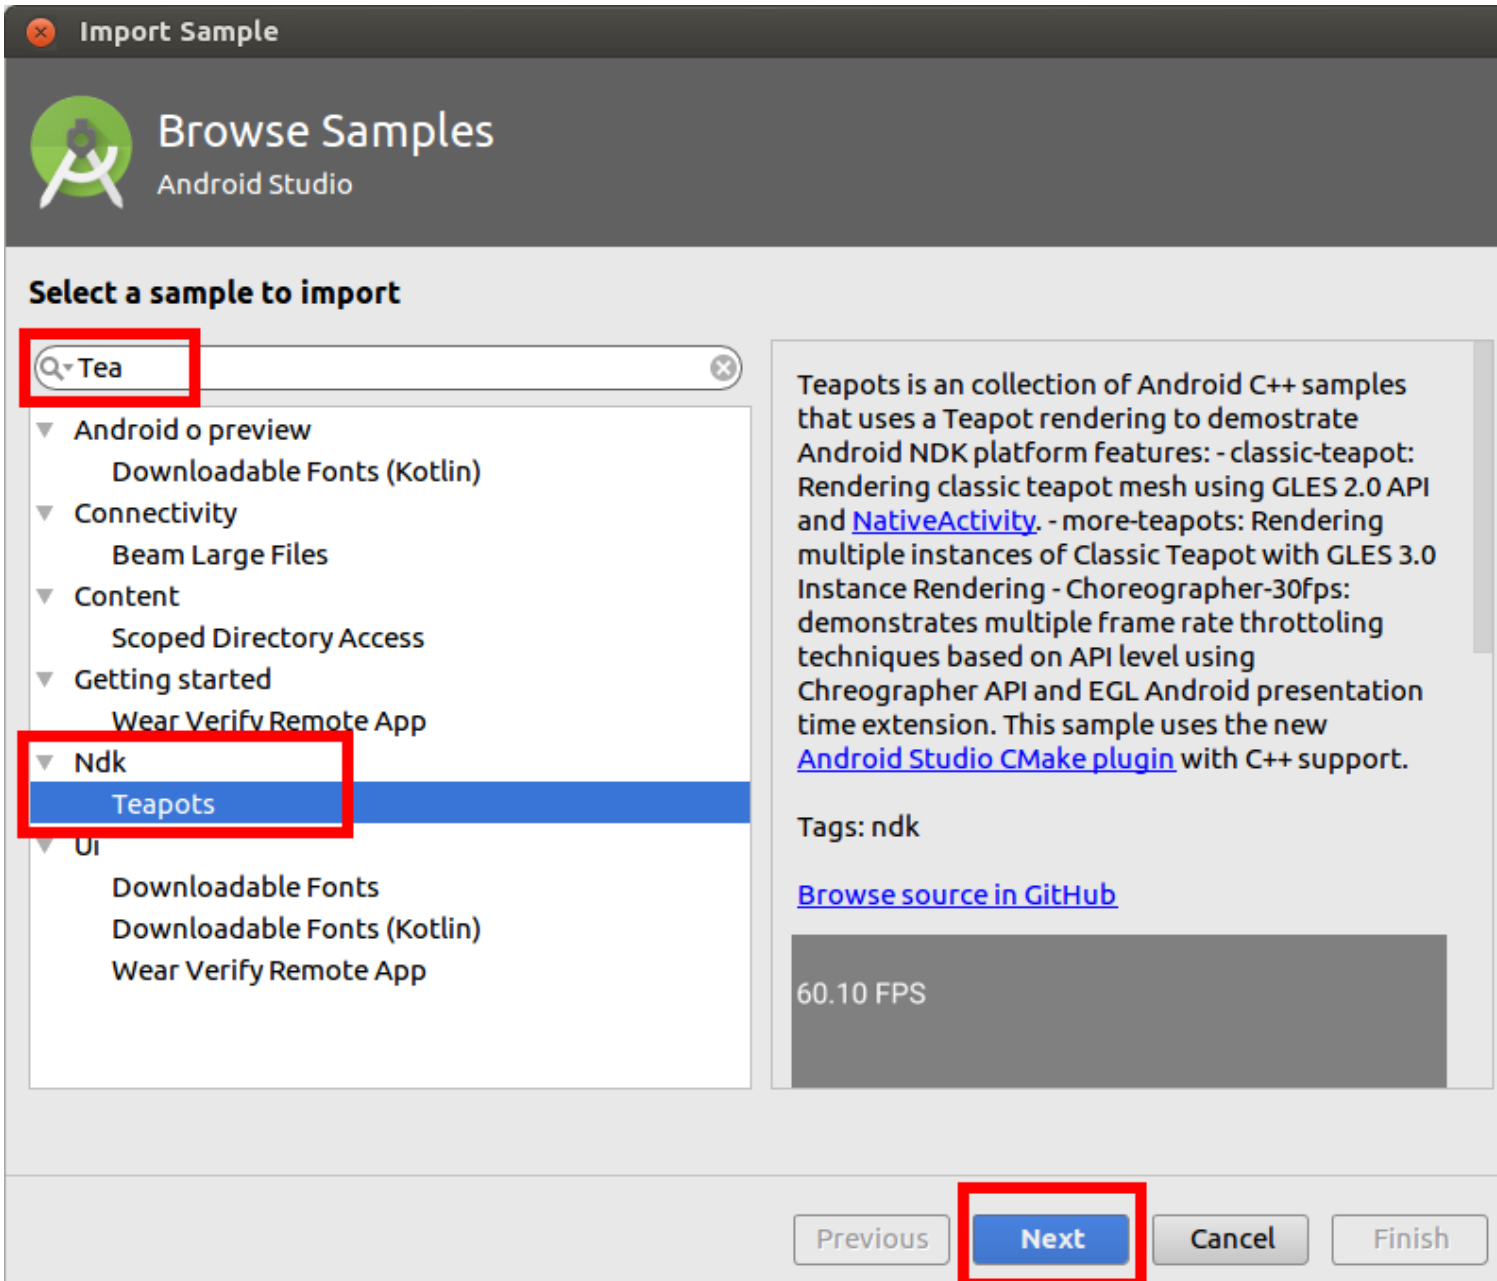 Import Sample
Browse Samples
Android Studio
Select a sample to import
Tea
Android o preview
Downloadable Fonts (Kotlin)
Connectivity
Beam Large Files
Content
Scoped Directory Access
Getting started
Wear Verify Remote App
Ndk
Teapots
Ui
Downloadable Fonts
Downloadable Fonts (Kotlin)
Wear Verify Remote App
Teapots is an collection of Android C++ samples
that uses a Teapot rendering to demostrate
Android NDK platform features: - classic-teapot:
Rendering classic teapot mesh using GLES 2.0 API
and NativeActivity. - more-teapots: Rendering
multiple instances of Classic Teapot with GLES 3.0
Instance Rendering - Choreographer-30fps:
demonstrates multiple frame rate throttoling
techniques based on API level using
Chreographer API and EGL Android presentation
time extension. This sample uses the new
Android Studio CMake plugin with C++ support.
Tags: ndk
Browse source in GitHub
60.10 FPS
Previous
Next
Cancel
Finish